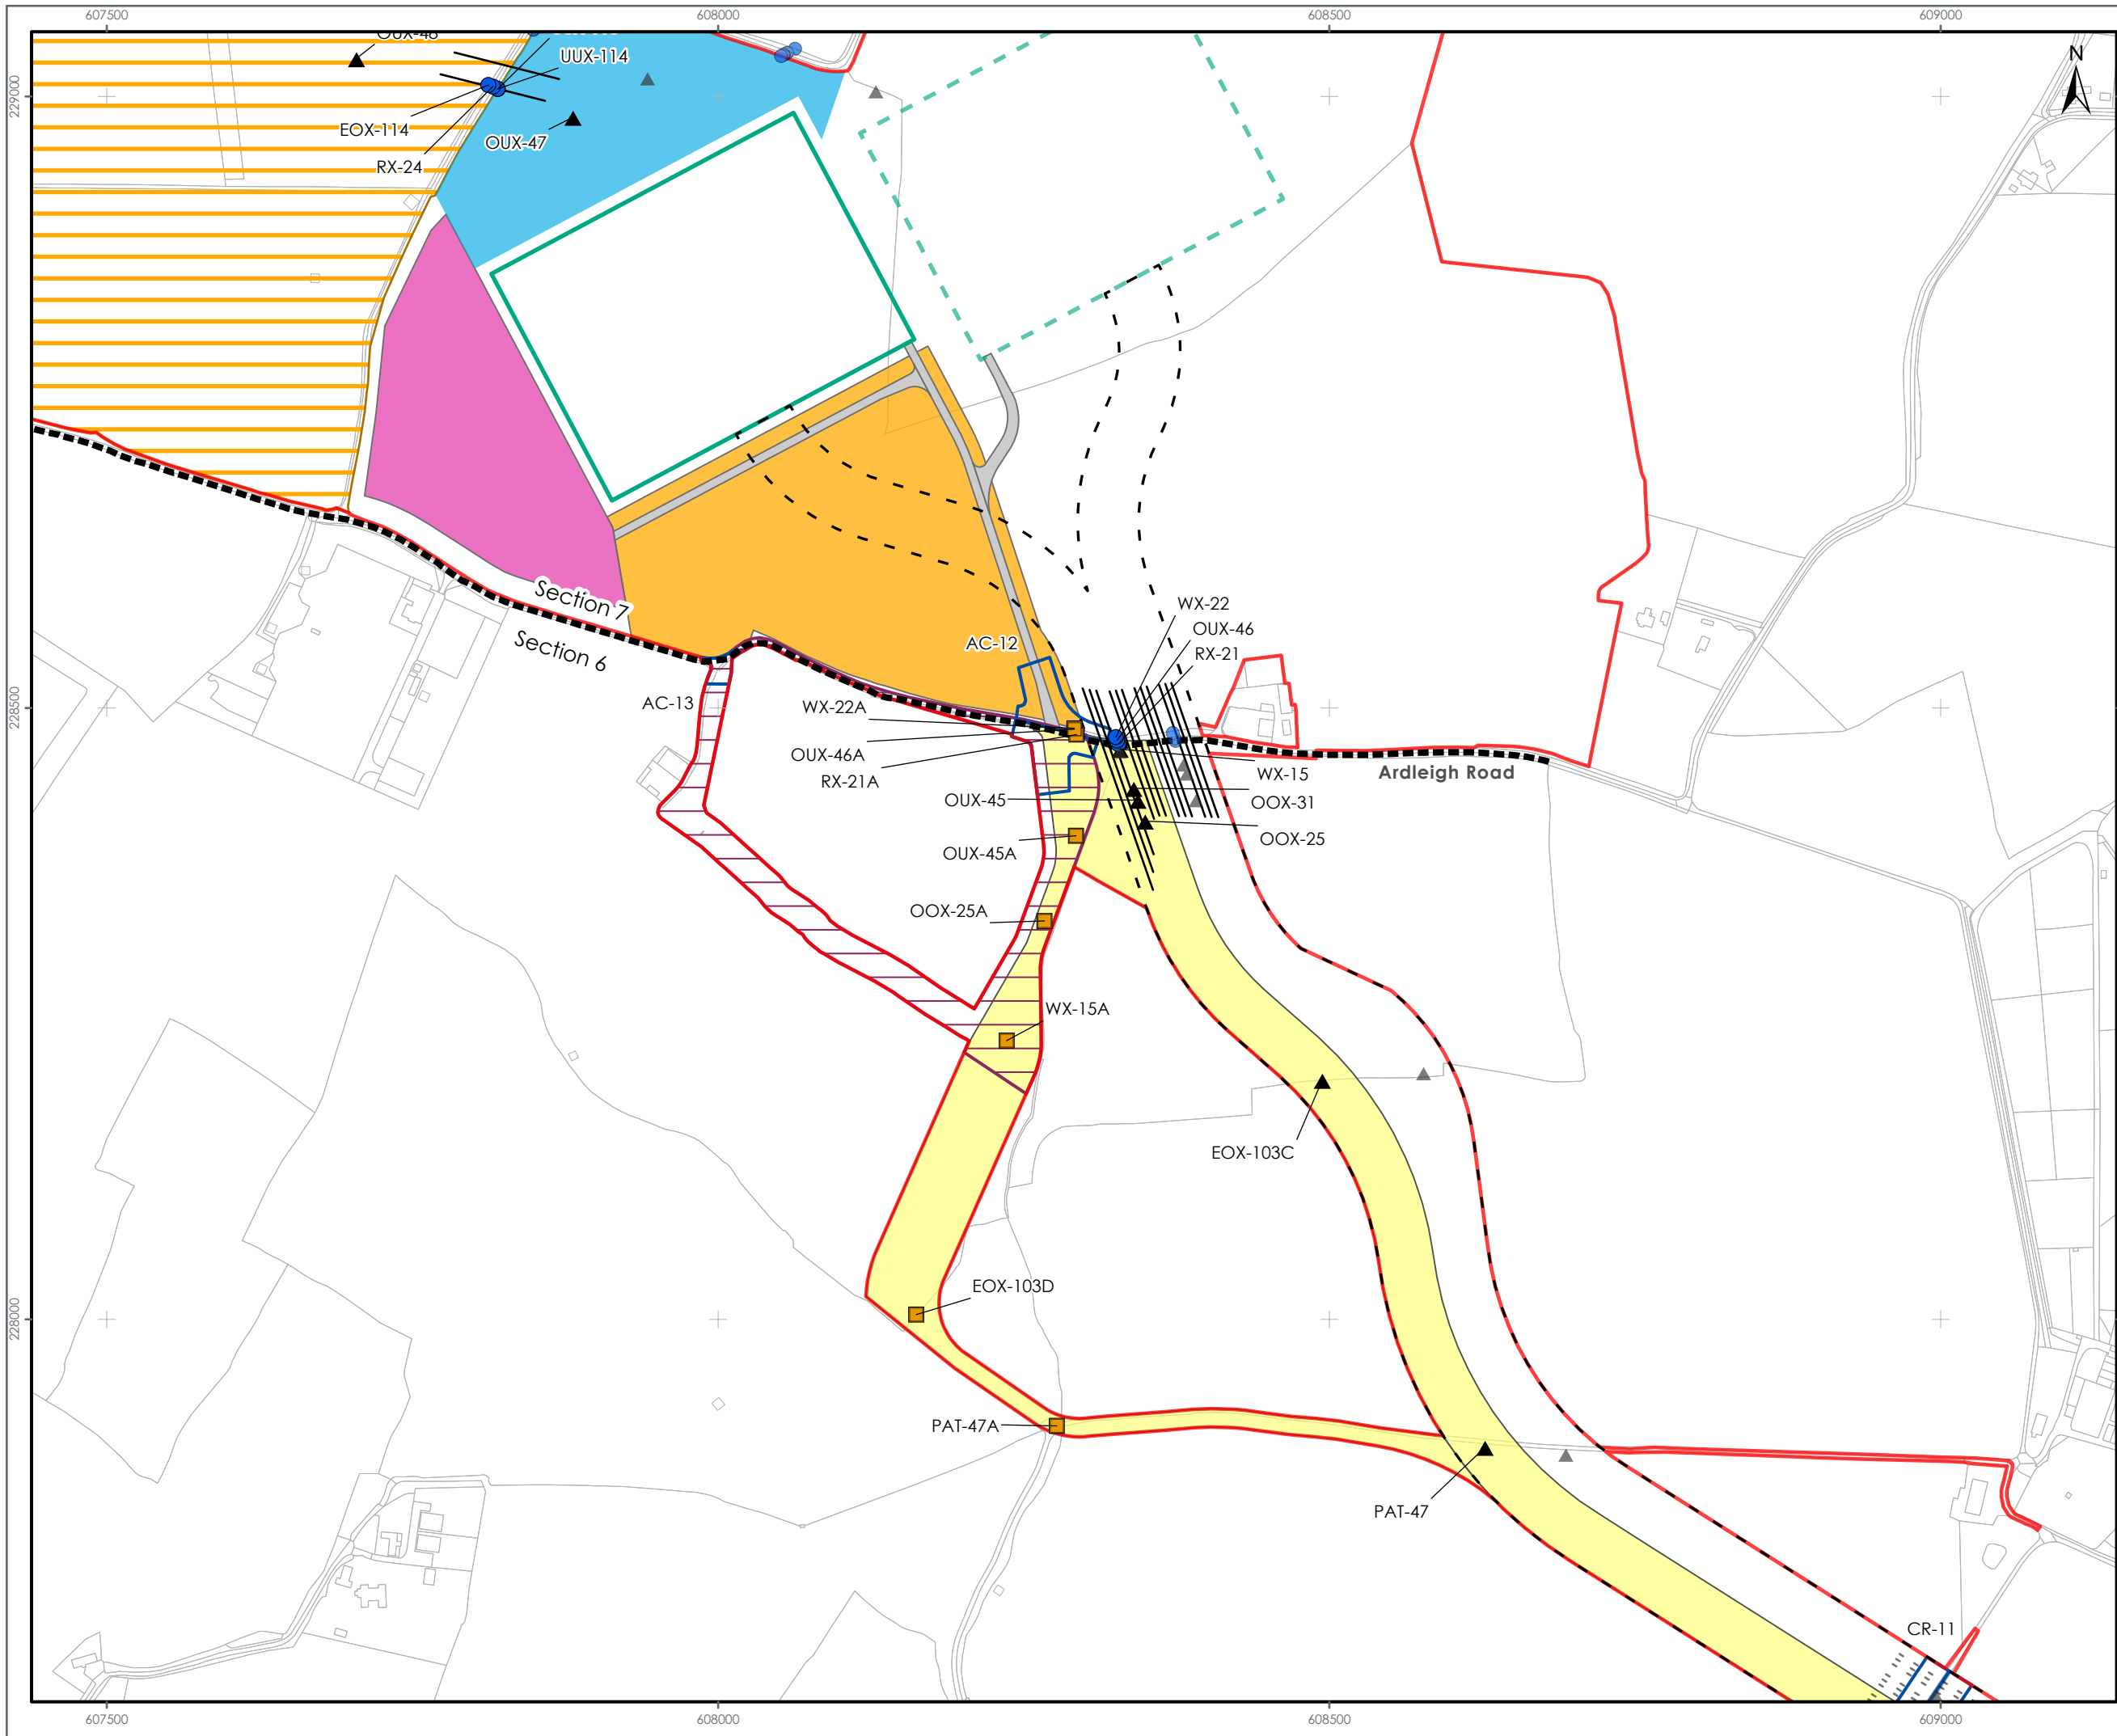 607500
608000
608500
609000
229000
N
OUX-48
UUX-114
EOX-114
OUX-47
RX-24
Section 7
Section 6
WX-22
OUX-46
RX-21
AC-12
228500
AC-13
WX-22A
OUX-46A
RX-21A
WX-15
Ardleigh Road
OUX-45
OOX-31
OUX-45A
OOX-25
OOX-25A
WX-15A
EOX-103C
EOX-103D
228000
PAT-47A
PAT-47
CR-11
607500
608000
608500
609000